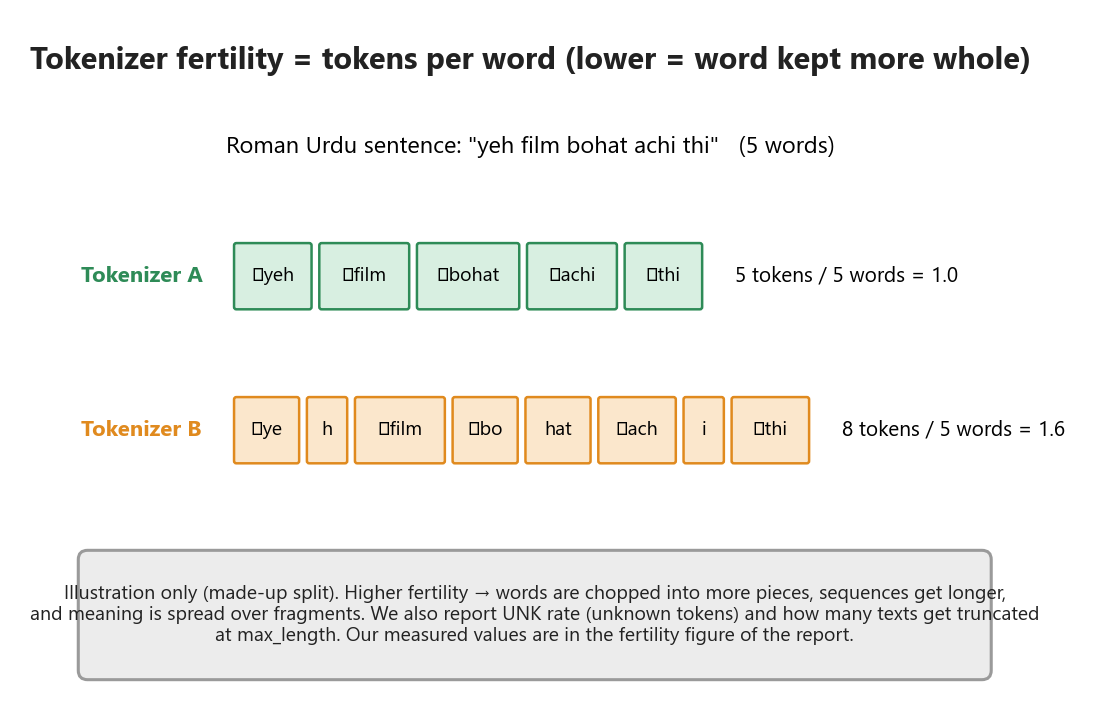 Tokenizer fertility = tokens per word (lower = word kept more whole)
Roman Urdu sentence: "yeh film bohat achi thi" (5 words)
Tokenizer A ▯yeh ▯film ▯bohat ▯achi ▯thi 5 tokens / 5 words = 1.0
Tokenizer B ▯ye h ▯film ▯bo hat ▯ach i ▯thi 8 tokens / 5 words = 1.6
Illustration only (made-up split). Higher fertility → words are chopped into more pieces, sequences get longer,
and meaning is spread over fragments. We also report UNK rate (unknown tokens) and how many texts get truncated
at max_length. Our measured values are in the fertility figure of the report.